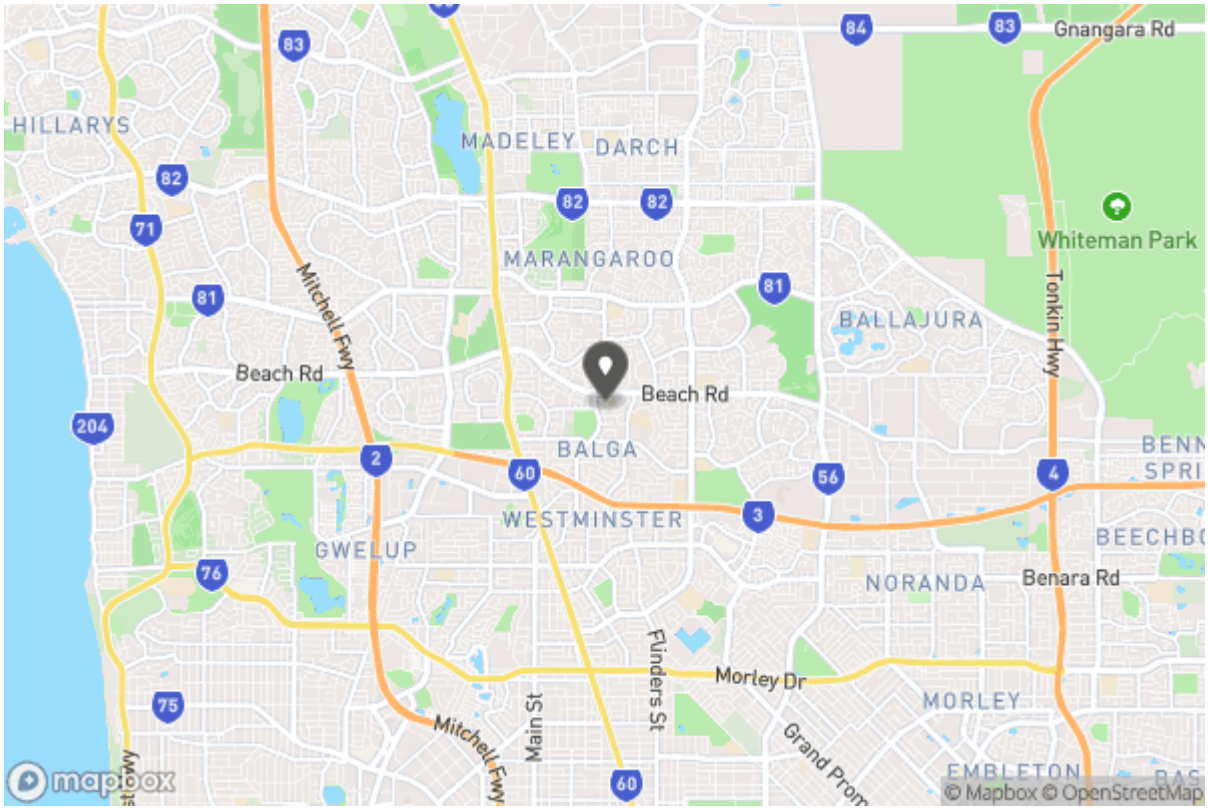 83
84
83
Gnangara Rd
HILLARYS
MADELEY
DARCH
82
82
82
Whiteman Park
71
MARANGAROO
81
81
Mitchell Fwy
Tonkin Hwy
BALLAJURA
Beach Rd
Beach Rd
204
BALGA
2
60
56
4
BENN
SPRI
WESTMINSTER
3
GWELUP
BEECHBO
76
NORANDA
Benara Rd
Flinders St
Morley Dr
75
Main St
MORLEY
Mitchell Fwy
Grand Prom
60
EMBLETON
BAS
mapbox
© Mapbox © OpenStreetMap